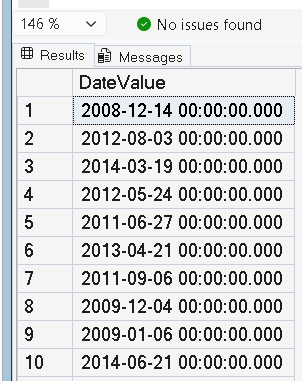 146 % No issues found
Results Messages
DateValue
1 2008-12-14 00:00:00.000
2 2012-08-03 00:00:00.000
3 2014-03-19 00:00:00.000
4 2012-05-24 00:00:00.000
5 2011-06-27 00:00:00.000
6 2013-04-21 00:00:00.000
7 2011-09-06 00:00:00.000
8 2009-12-04 00:00:00.000
9 2009-01-06 00:00:00.000
10 2014-06-21 00:00:00.000